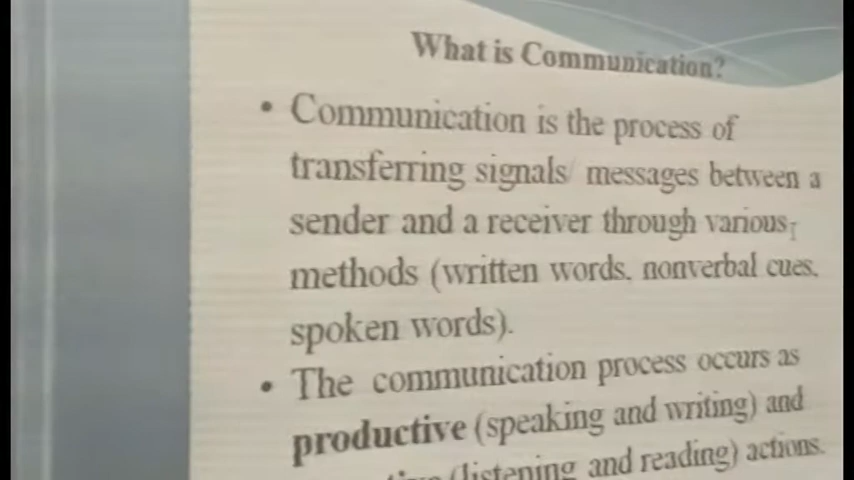 What is Communication?
• Communication is the process of
transferring signals/ messages between a
sender and a receiver through various
methods (written words, nonverbal cues,
spoken words).
• The communication process occurs as
productive (speaking and writing) and
(listening and reading) actions.